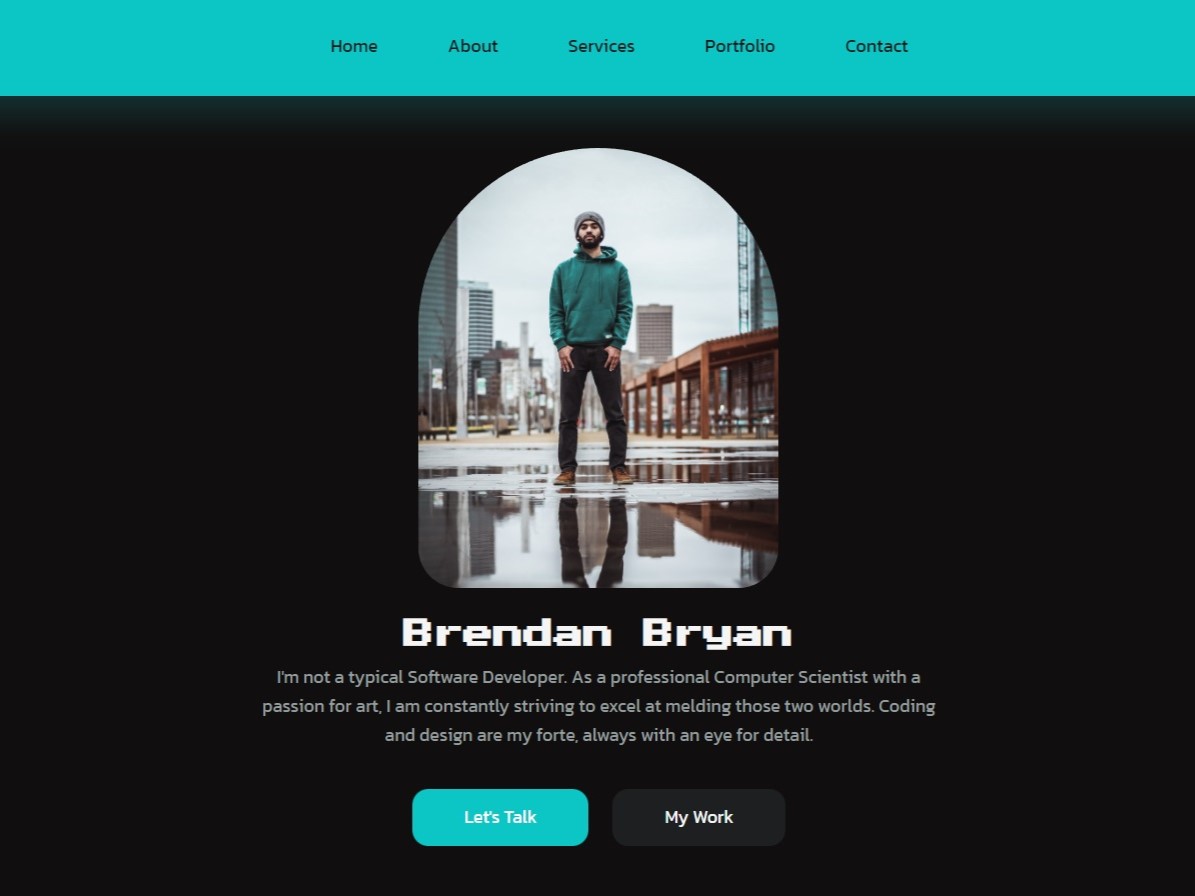 Home About Services Portfolio Contact
Brendan Bryan
I'm not a typical Software Developer. As a professional Computer Scientist with a
passion for art, I am constantly striving to excel at melding those two worlds. Coding
and design are my forte, always with an eye for detail.
Let's Talk My Work